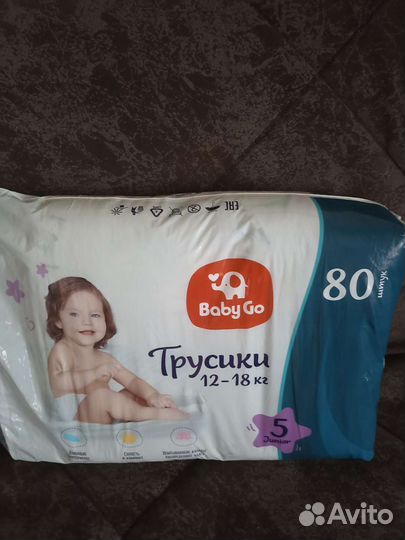 EAC
Baby Go
80
штук
Трусики
12-18 кг
5
Junior
Avito